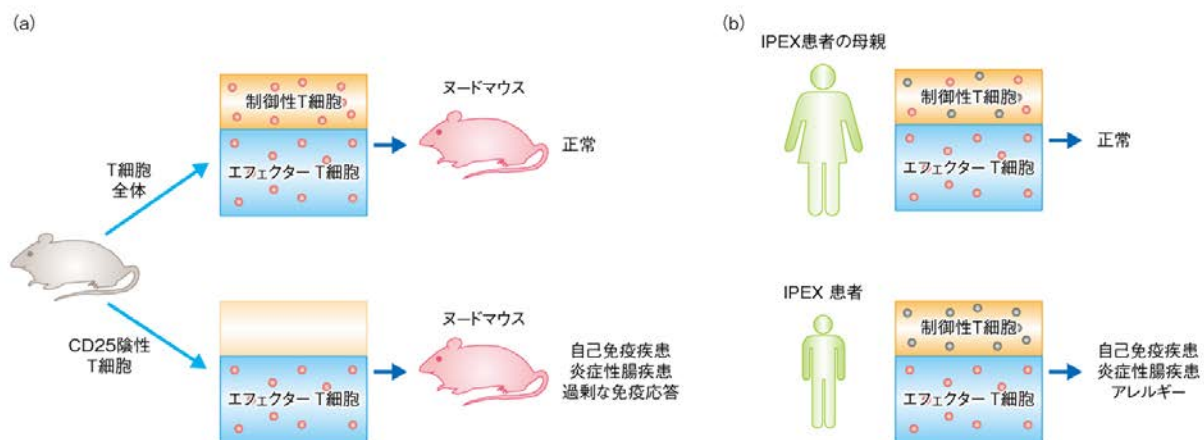 (a)
制御性T細胞
エフェクター T細胞
ヌードマウス
正常
T細胞
全体
CD25陰性
T細胞
エフェクター T細胞
ヌードマウス
自己免疫疾患
炎症性腸疾患
過剰な免疫応答
(b)
IPEX患者の母親
制御性T細胞
エフェクター T細胞
正常
IPEX 患者
制御性T細胞
エフェクター T細胞
自己免疫疾患
炎症性腸疾患
アレルギー